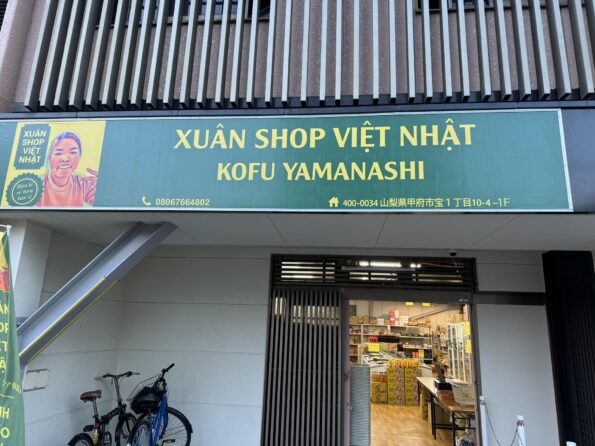 XUÂN
SHOP
VIỆT
NHẬT
XUÂN SHOP VIỆT NHẬT
KOFU YAMANASHI
08067664802
400-0034 山梨県甲府市宝1丁目10-4 –1F